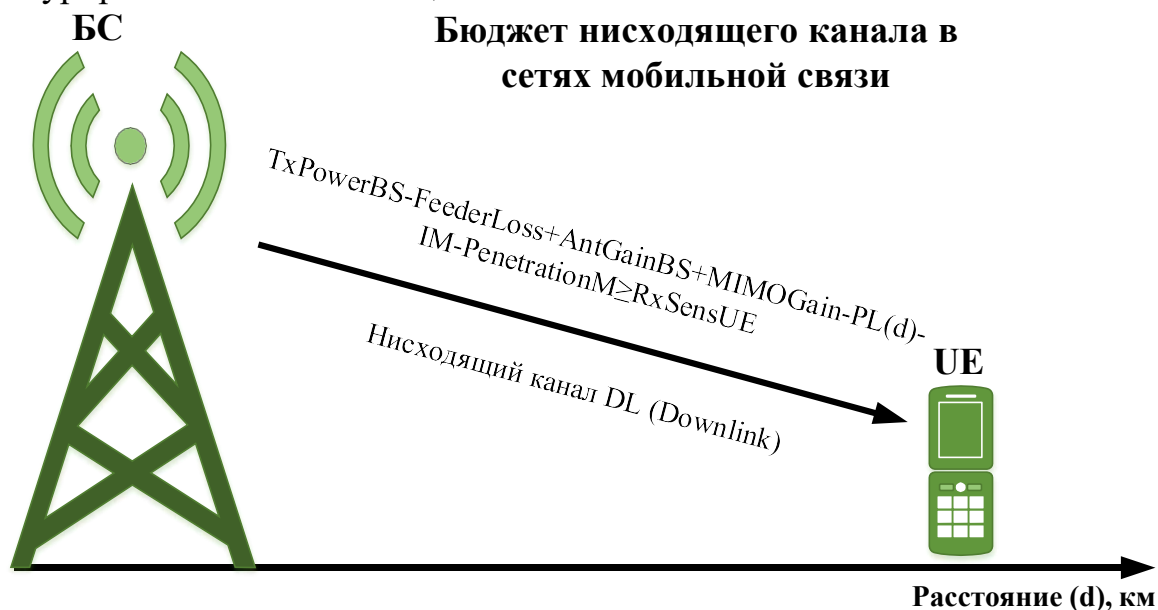 БС
Бюджет нисходящего канала в
сетях мобильной связи
TxPowerBS-FeederLoss+AntGainBS+MIMOGain-PL(d)-
IM-PenetrationM≥RxSensUE
Нисходящий канал DL (Downlink)
UE
Расстояние (d), км